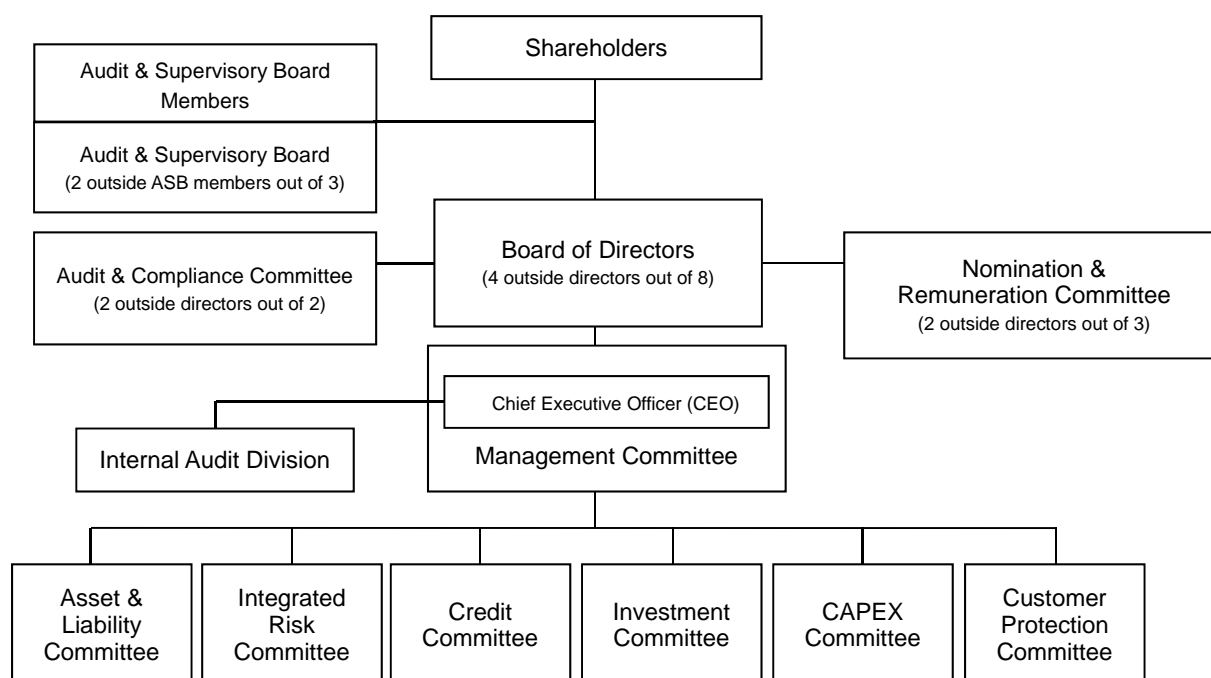 Shareholders
Audit & Supervisory Board
Members
Audit & Supervisory Board
(2 outside ASB members out of 3)
Board of Directors
(4 outside directors out of 8)
Audit & Compliance Committee
(2 outside directors out of 2)
Nomination &
Remuneration Committee
(2 outside directors out of 3)
Chief Executive Officer (CEO)
Management Committee
Internal Audit Division
Asset &
Liability
Committee
Integrated
Risk
Committee
Credit
Committee
Investment
Committee
CAPEX
Committee
Customer
Protection
Committee